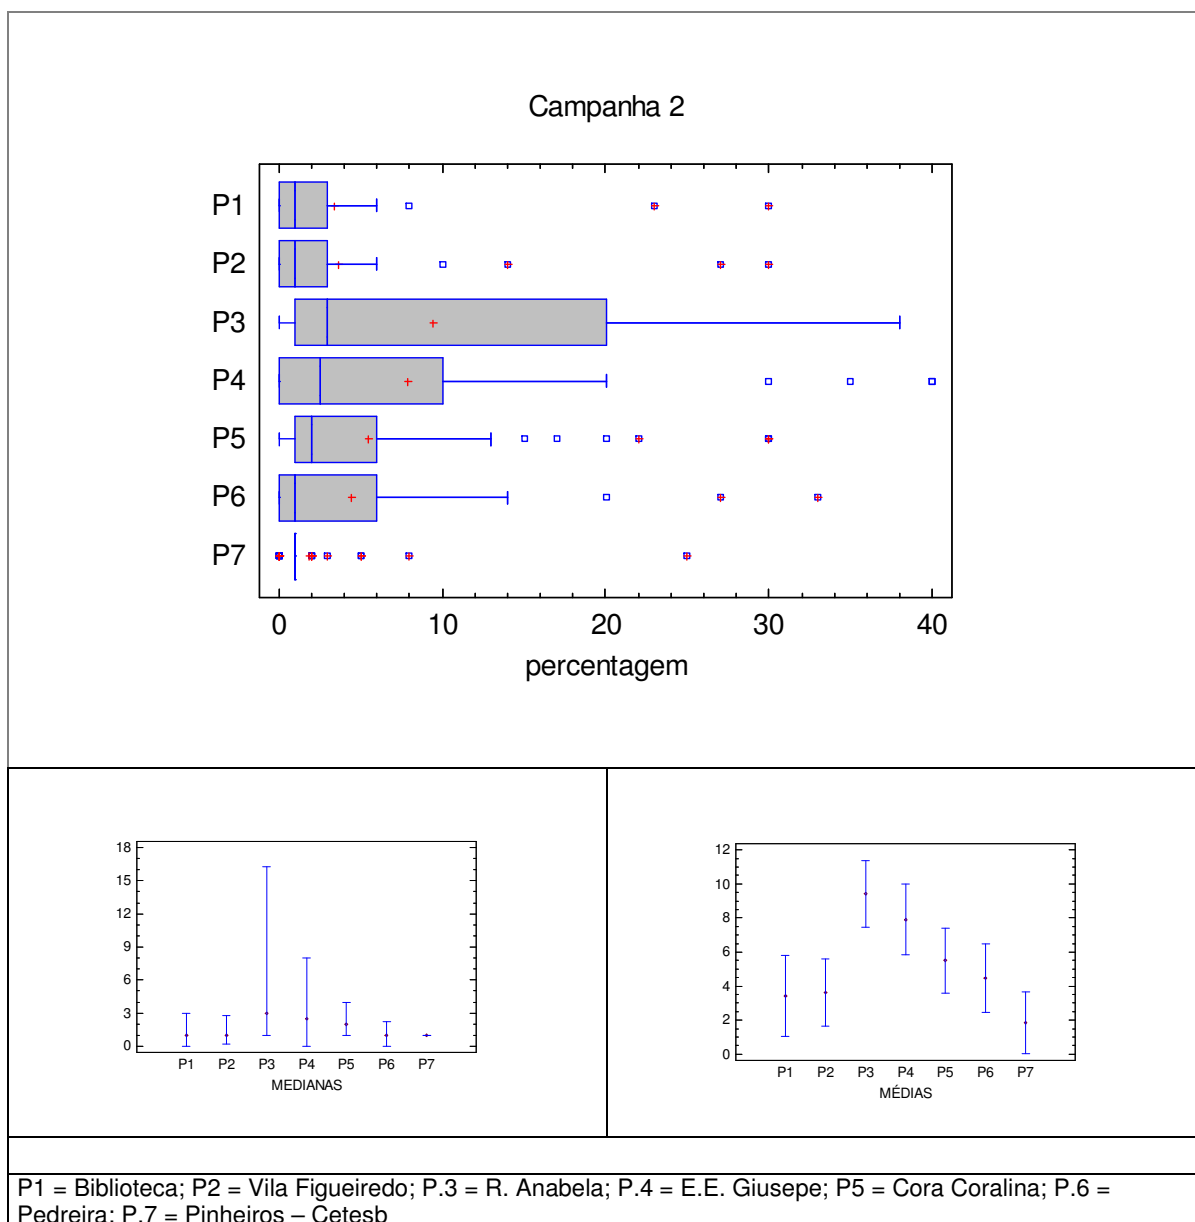 Campanha 2
P1
P2
P3
P4
P5
P6
P7
0 10 20 30 40
percentagem
18
15
12
9
6
3
0
P1 P2 P3 P4 P5 P6 P7
MEDIANAS
12
10
8
6
4
2
0
P1 P2 P3 P4 P5 P6 P7
MÉDIAS
P1 = Biblioteca; P2 = Vila Figueiredo; P.3 = R. Anabela; P.4 = E.E. Giusepe; P5 = Cora Coralina; P.6 =
Pedreira; P.7 = Pinheiros – Cetesb